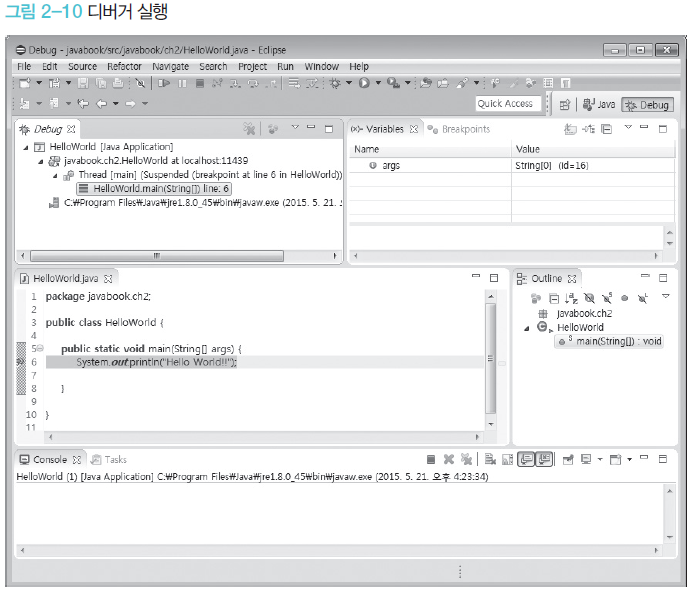 그림 2-10 디버거 실행
Debug - javabook/src/javabook/ch2/HelloWorld.java - Eclipse
File Edit Source Refactor Navigate Search Project Run Window Help
Quick Access
Java
Debug
Debug
HelloWorld [Java Application]
javabook.ch2.HelloWorld at localhost:11439
Thread [main] (Suspended (breakpoint at line 6 in HelloWorld))
HelloWorld.main(String[]) line: 6
C:₩Program Files₩Java₩jre1.8.0_45₩bin₩javaw.exe (2015. 5. 21.
(x)= Variables
Breakpoints
Name Value
args String[0] (id=16)
HelloWorld.java
1 package javabook.ch2;
2
3 public class HelloWorld {
4
5 public static void main(String[] args) {
6 System.out.println("Hello World!!");
7
8 }
9
10 }
11
Outline
javabook.ch2
HelloWorld
main(String[]) : void
Console
Tasks
HelloWorld (1) [Java Application] C:₩Program Files₩Java₩jre1.8.0_45₩bin₩javaw.exe (2015. 5. 21. 오후 4:23:34)